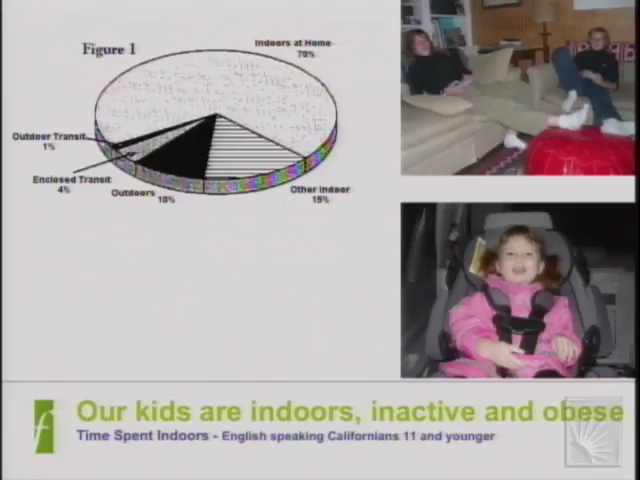 Figure 1
Indoors at Home
70%
Outdoor Transit
1%
Enclosed Transit
4%
Outdoors 10%
Other Indoor
15%
f
Our kids are indoors, inactive and obese
Time Spent Indoors - English speaking Californians 11 and younger